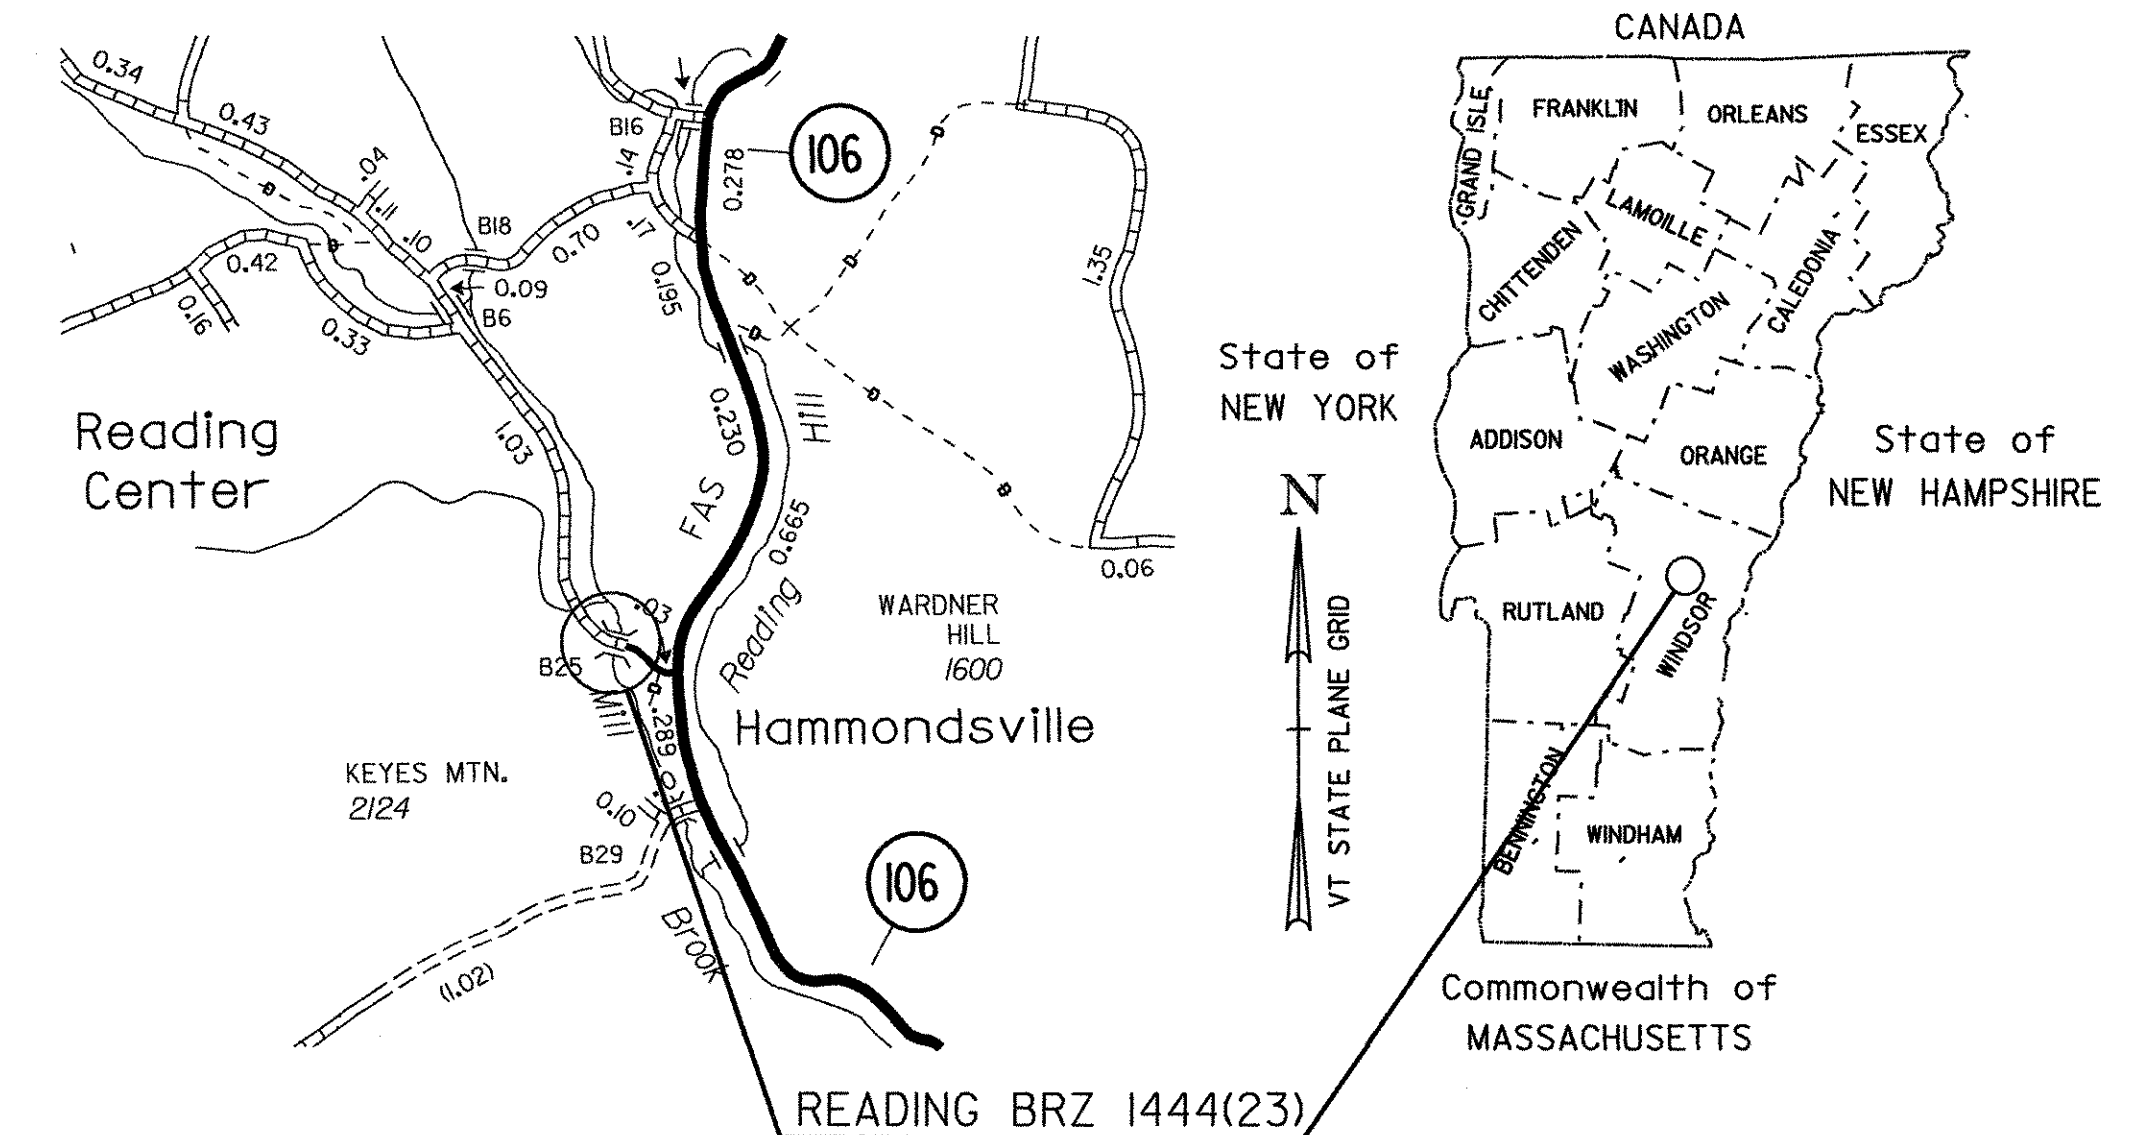 CANADA
0.34
0.43
.04
.11
.10
0.42
0.16
0.33
B18
0.09
B6
0.70
B16
.14
.17
0.278
106
0.195
1.35
0.230
Hill
Reading
Center
1.03
FAS
0.665
Reading
0.06
WARDNER
HILL
1600
.03
B25
Mill
.289
Hammondsville
KEYES MTN.
2124
0.10
B29
106
Brook
(1.02)
READING BRZ 1444(23)
GRAND ISLE
FRANKLIN
ORLEANS
ESSEX
LAMOILLE
CHITTENDEN
CALEDONIA
WASHINGTON
State of
NEW YORK
ADDISON
ORANGE
State of
NEW HAMPSHIRE
N
VT STATE PLANE GRID
RUTLAND
WINDSOR
BENNINGTON
WINDHAM
Commonwealth of
MASSACHUSETTS